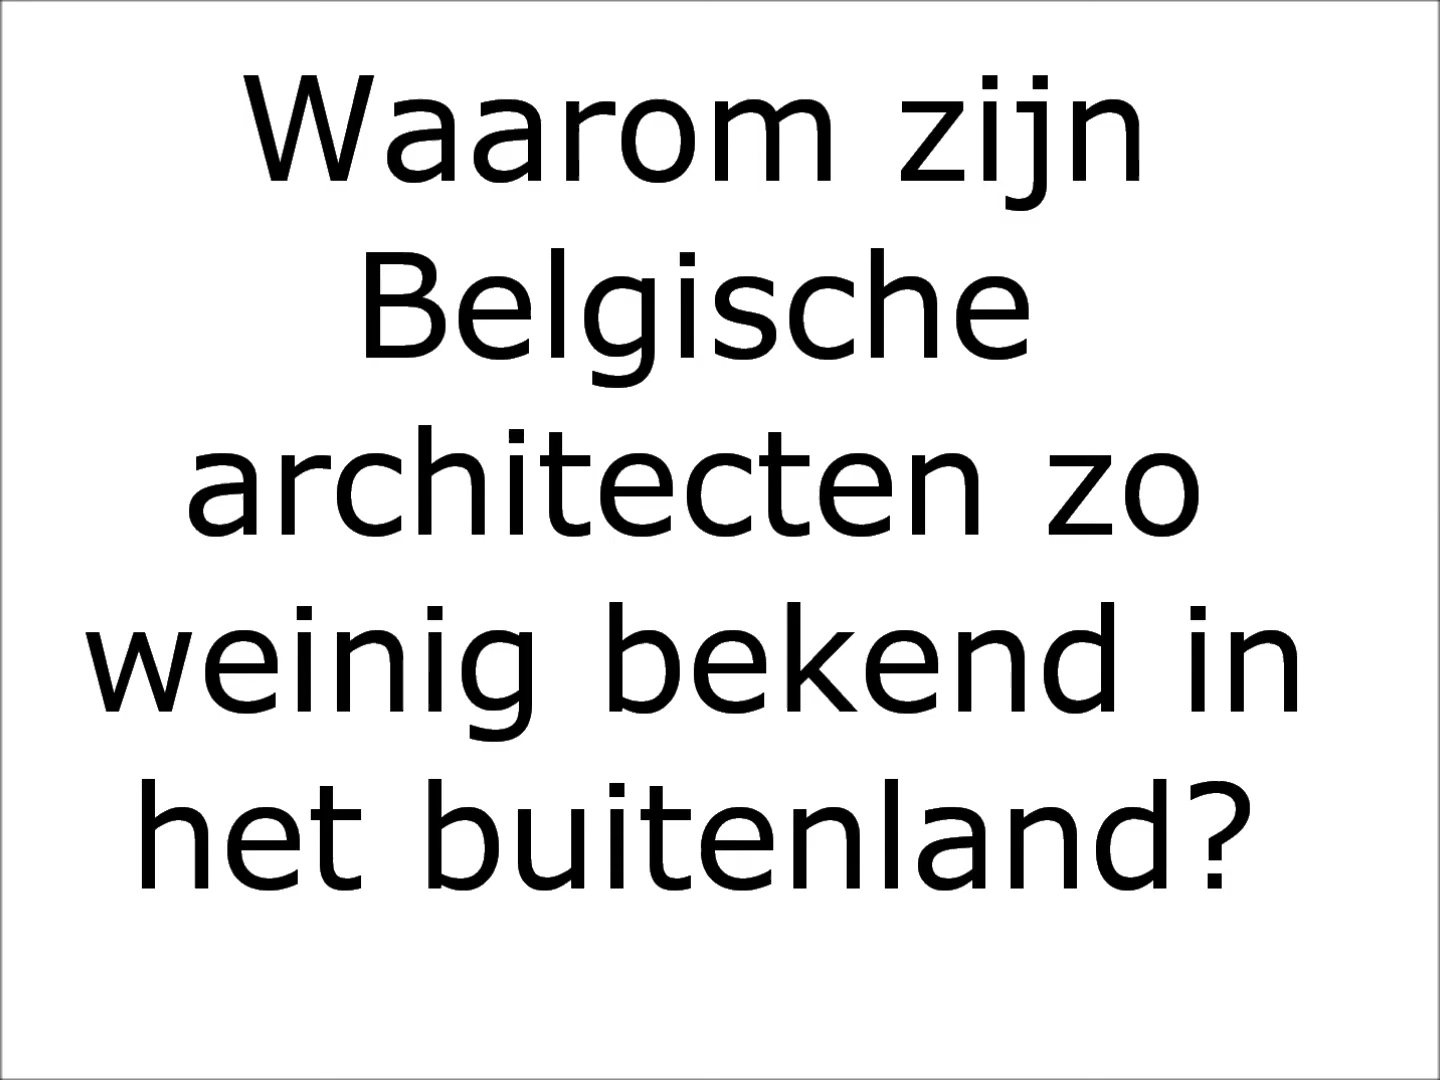 Waarom zijn
Belgische
architecten zo
weinig bekend in
het buitenland?